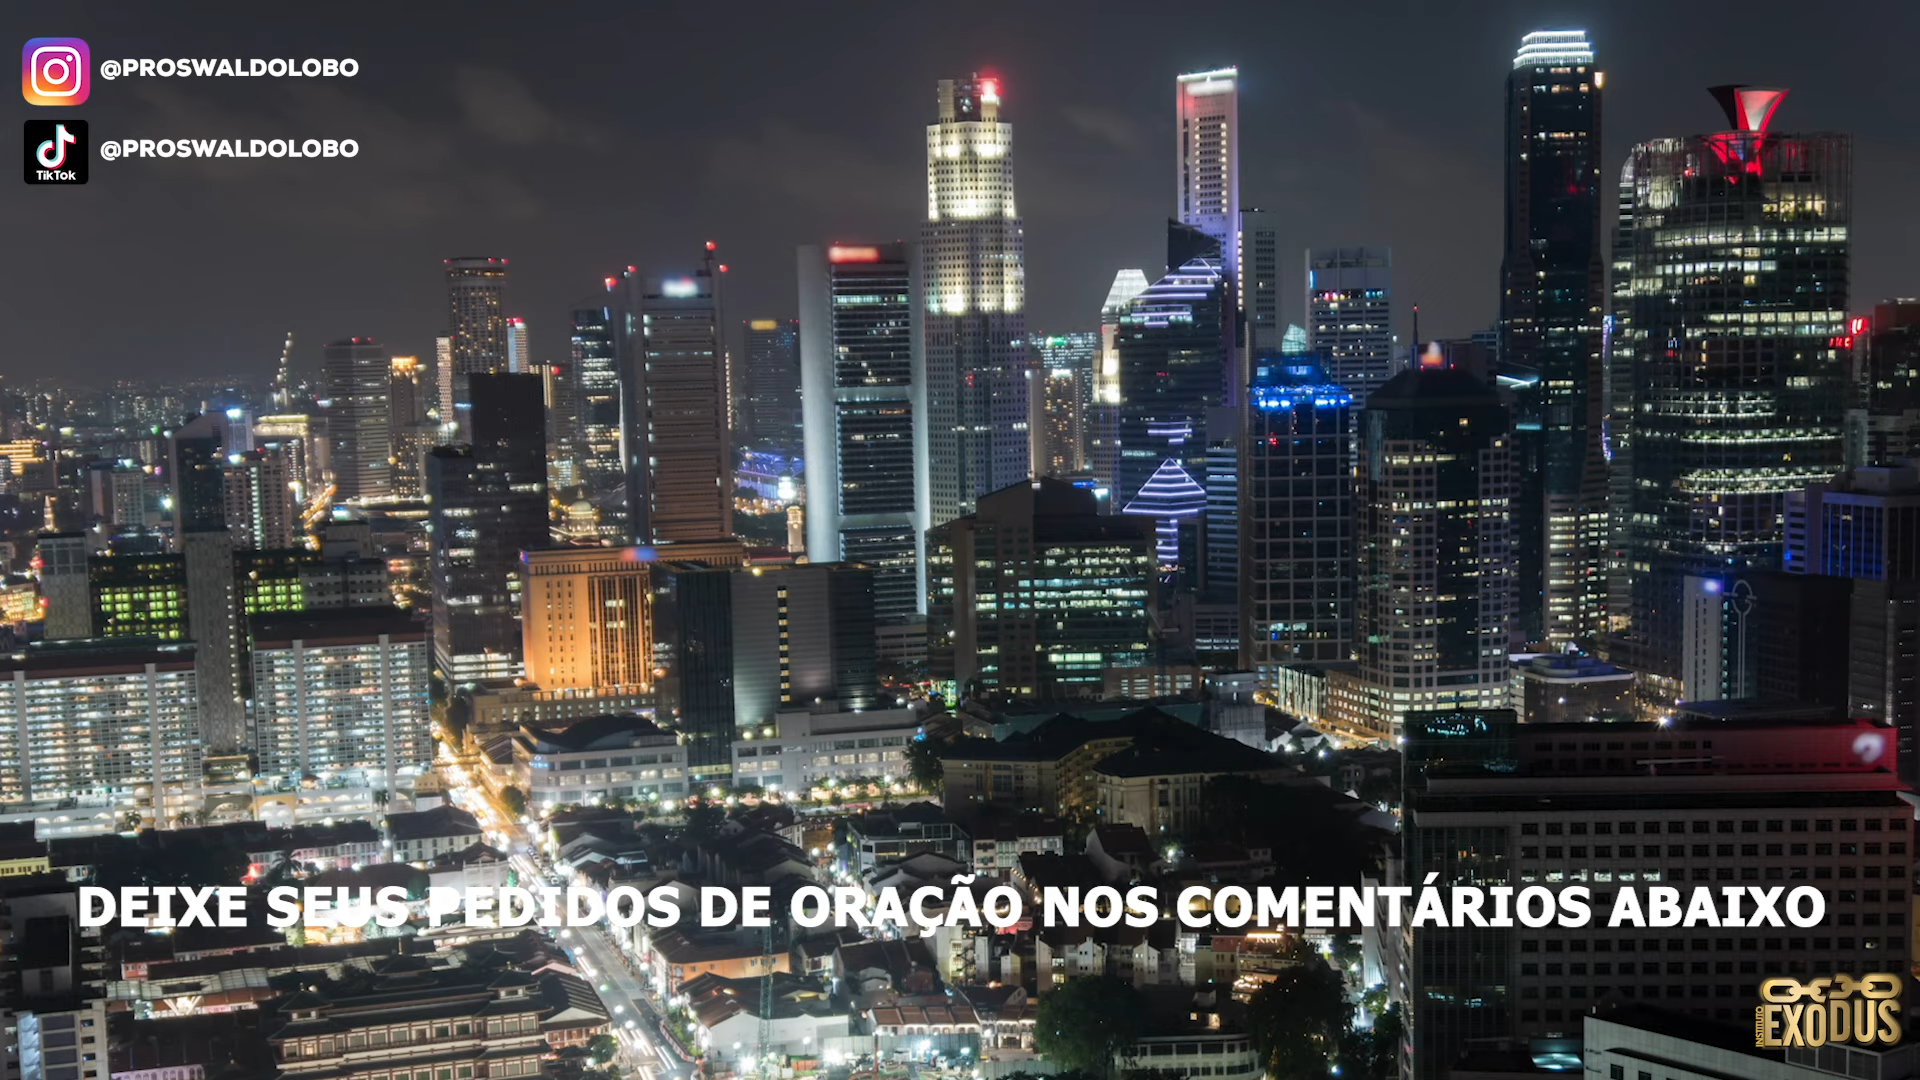 @PROSWALDOLOBO
TikTok
@PROSWALDOLOBO
DEIXE SEUS PEDIDOS DE ORAÇÃO NOS COMENTÁRIOS ABAIXO
INSTITUTO
EXODUS